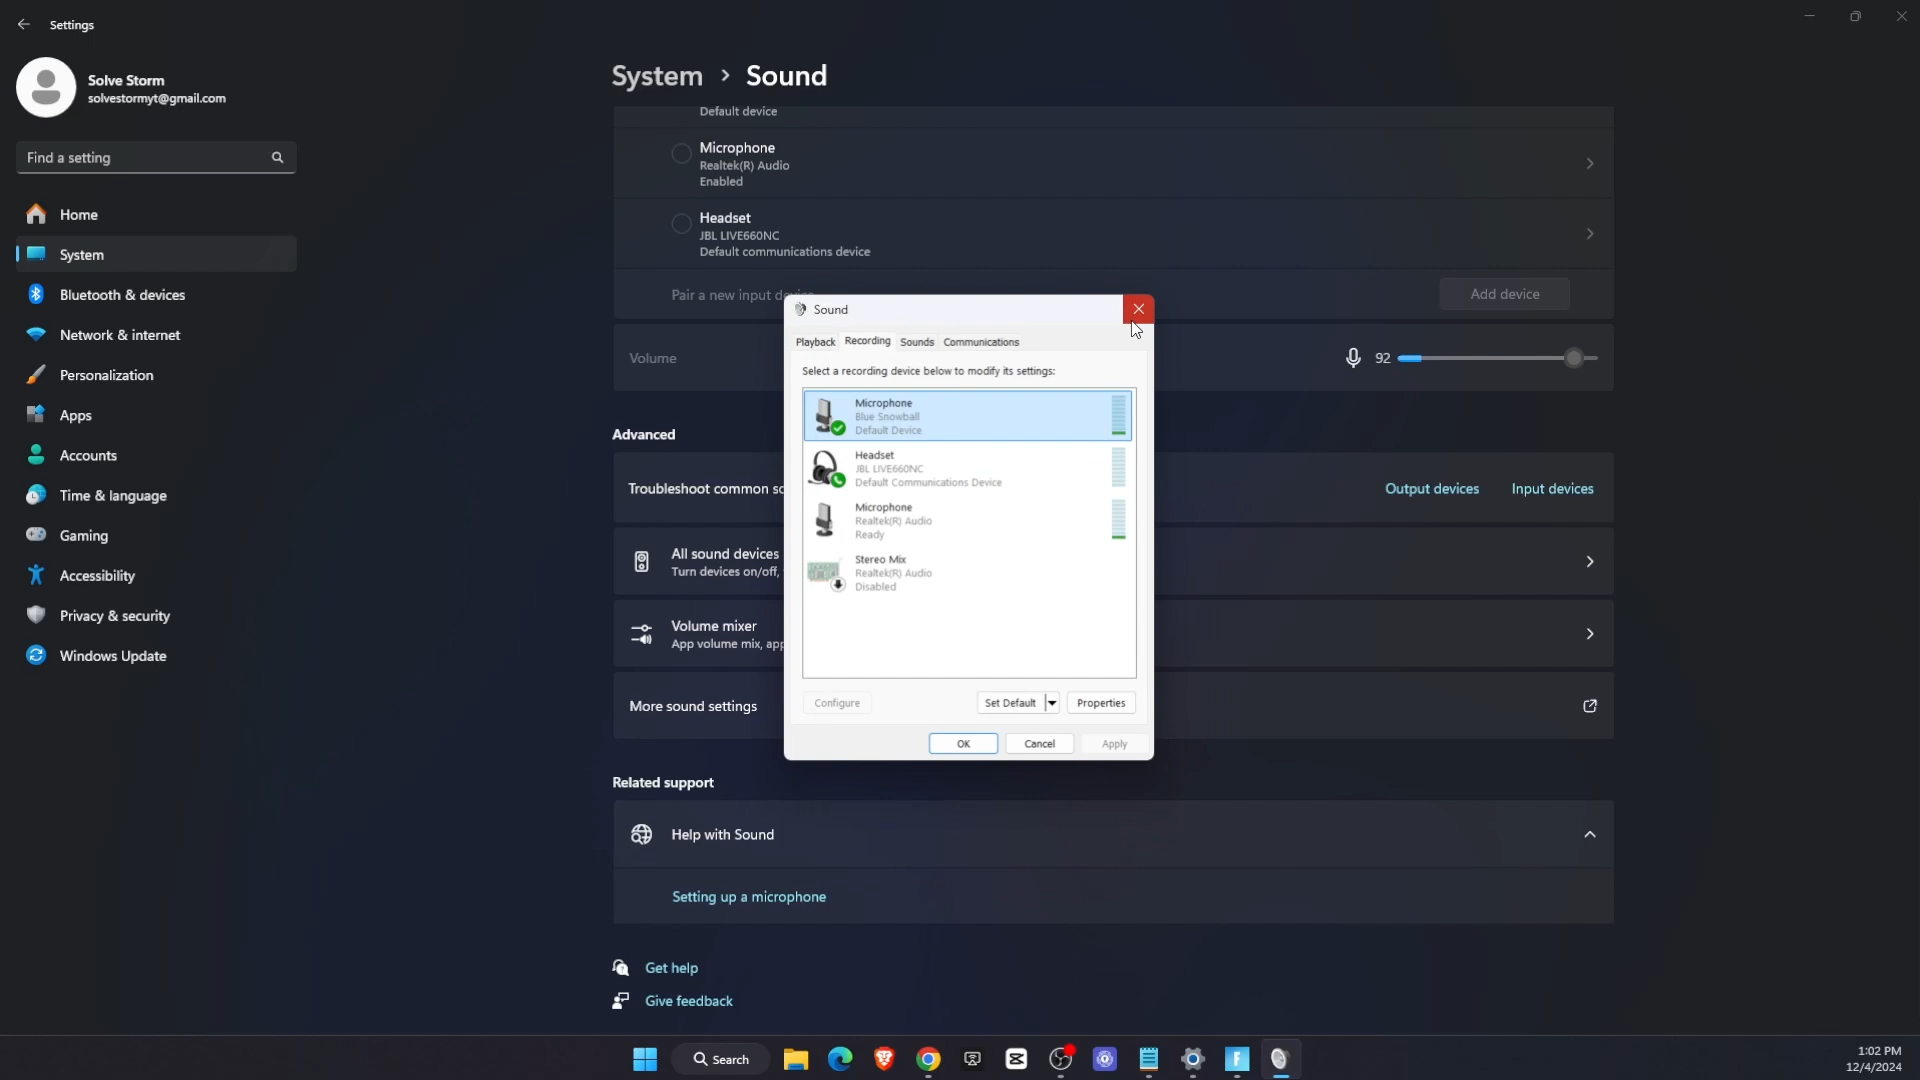 Settings
Solve Storm
solvestormyt@gmail.com
Find a setting
Home
System
Bluetooth & devices
Network & internet
Personalization
Apps
Accounts
Time & language
Gaming
Accessibility
Privacy & security
Windows Update
System > Sound
Default device
Microphone
Realtek(R) Audio
Enabled
Headset
JBL LIVE660NC
Default communications device
Pair a new input
Add device
Volume
92
Advanced
Troubleshoot common
Output devices
Input devices
All sound devices
Turn devices on/off,
Volume mixer
App volume mix,
More sound settings
Related support
Help with Sound
Setting up a microphone
Get help
Give feedback
Sound
Playback Recording Sounds Communications
Select a recording device below to modify its settings:
Microphone
Blue Snowball
Default Device
Headset
JBL LIVE660NC
Default Communications Device
Microphone
Realtek(R) Audio
Ready
Stereo Mix
Realtek(R) Audio
Disabled
Configure
Set Default
Properties
OK
Cancel
Apply
Search
1:02 PM
12/4/2024